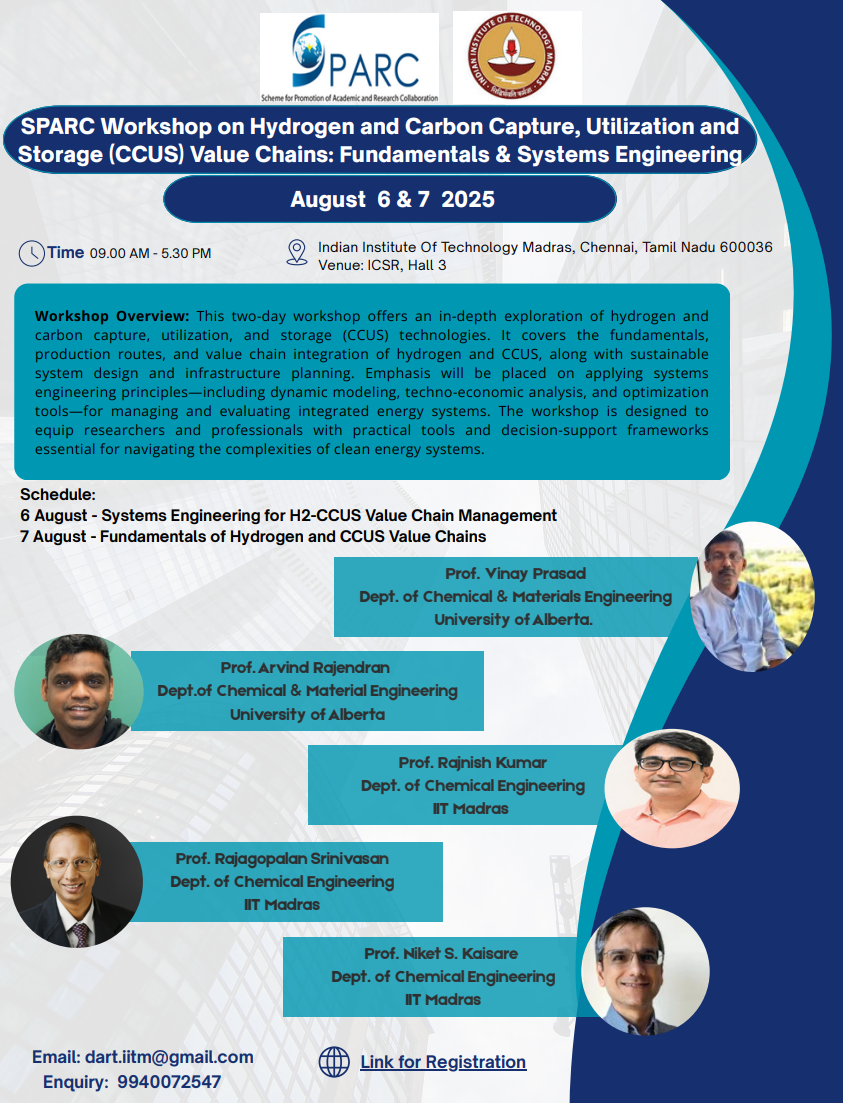 SPARC
Scheme for Promotion of Academic and Research Collaboration
INDIAN INSTITUTE OF TECHNOLOGY MADRAS
SPARC Workshop on Hydrogen and Carbon Capture, Utilization and
Storage (CCUS) Value Chains: Fundamentals & Systems Engineering
August 6 & 7 2025
Time 09.00 AM - 5.30 PM
Indian Institute Of Technology Madras, Chennai, Tamil Nadu 600036
Venue: ICSR, Hall 3
Workshop Overview: This two-day workshop offers an in-depth exploration of hydrogen and
carbon capture, utilization, and storage (CCUS) technologies. It covers the fundamentals,
production routes, and value chain integration of hydrogen and CCUS, along with sustainable
system design and infrastructure planning. Emphasis will be placed on applying systems
engineering principles—including dynamic modeling, techno-economic analysis, and optimization
tools—for managing and evaluating integrated energy systems. The workshop is designed to
equip researchers and professionals with practical tools and decision-support frameworks
essential for navigating the complexities of clean energy systems.
Schedule:
6 August - Systems Engineering for H2-CCUS Value Chain Management
7 August - Fundamentals of Hydrogen and CCUS Value Chains
Prof. Vinay Prasad
Dept. of Chemical & Materials Engineering
University of Alberta.
Prof. Arvind Rajendran
Dept.of Chemical & Material Engineering
University of Alberta
Prof. Rajnish Kumar
Dept. of Chemical Engineering
IIT Madras
Prof. Rajagopalan Srinivasan
Dept. of Chemical Engineering
IIT Madras
Prof. Niket S. Kaisare
Dept. of Chemical Engineering
IIT Madras
Email: dart.iitm@gmail.com
Enquiry: 9940072547
Link for Registration